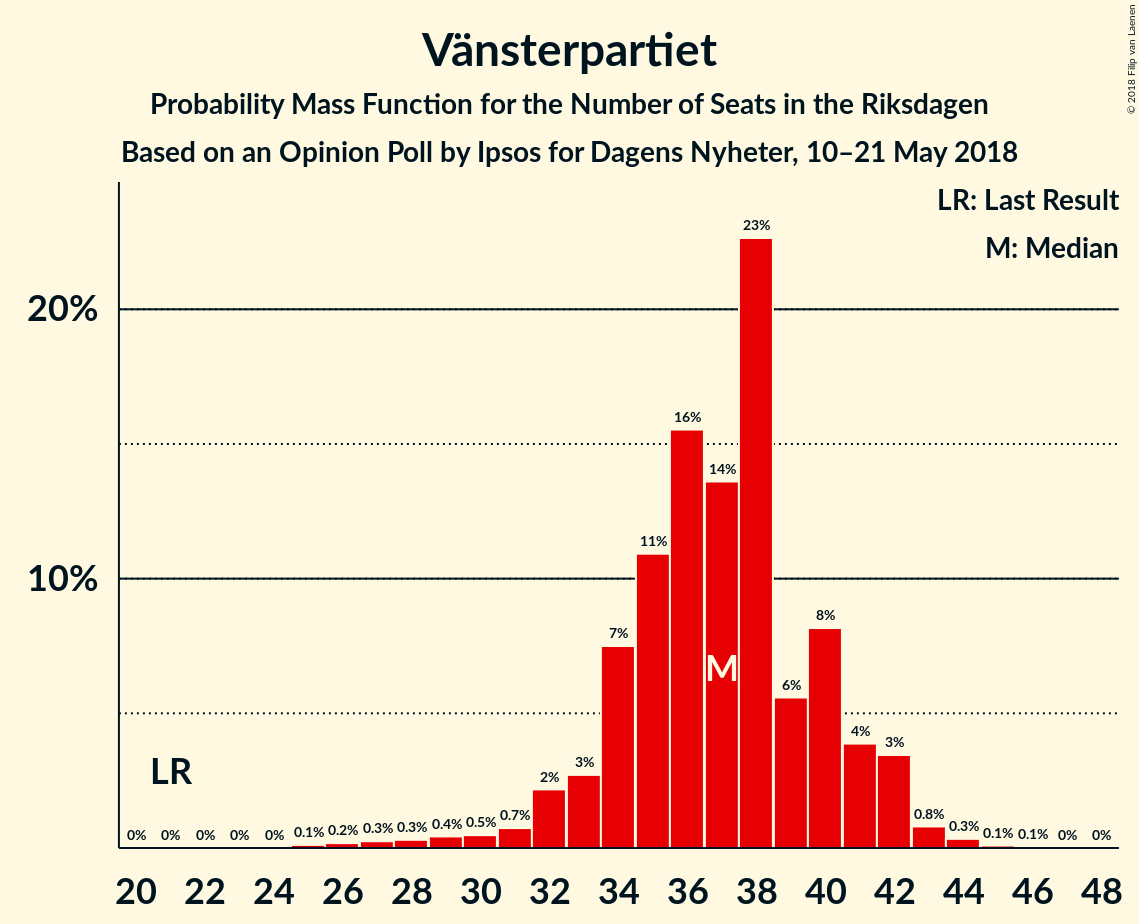 Vänsterpartiet
Probability Mass Function for the Number of Seats in the Riksdagen
Based on an Opinion Poll by Ipsos for Dagens Nyheter, 10–21 May 2018
© 2018 Filip van Laenen
LR: Last Result
M: Median
20%
10%
LR
M
0% 0% 0% 0% 0% 0.1% 0.2% 0.3% 0.3% 0.4% 0.5% 0.7% 2% 3% 7% 11% 16% 14% 23% 6% 8% 4% 3% 0.8% 0.3% 0.1% 0.1% 0% 0%
20 22 24 26 28 30 32 34 36 38 40 42 44 46 48